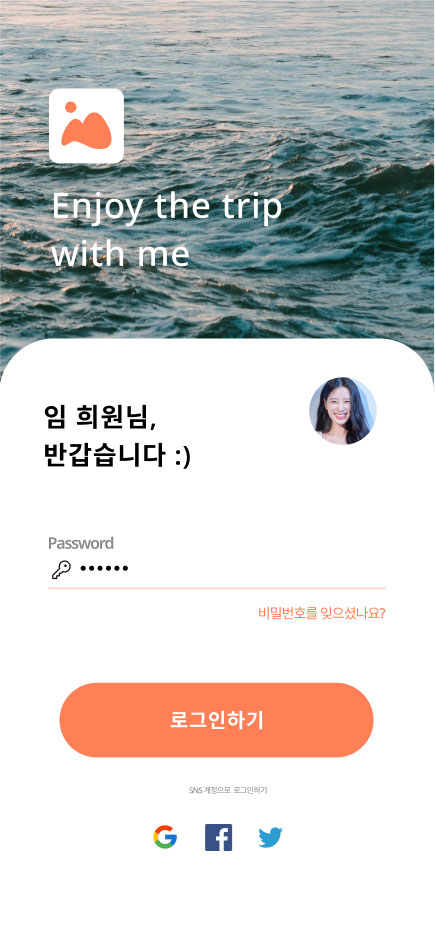 Enjoy the trip
with me
임 희원님,
반갑습니다 :)
Password
••••••
비밀번호를 잊으셨나요?
로그인하기
SNS 계정으로 로그인하기